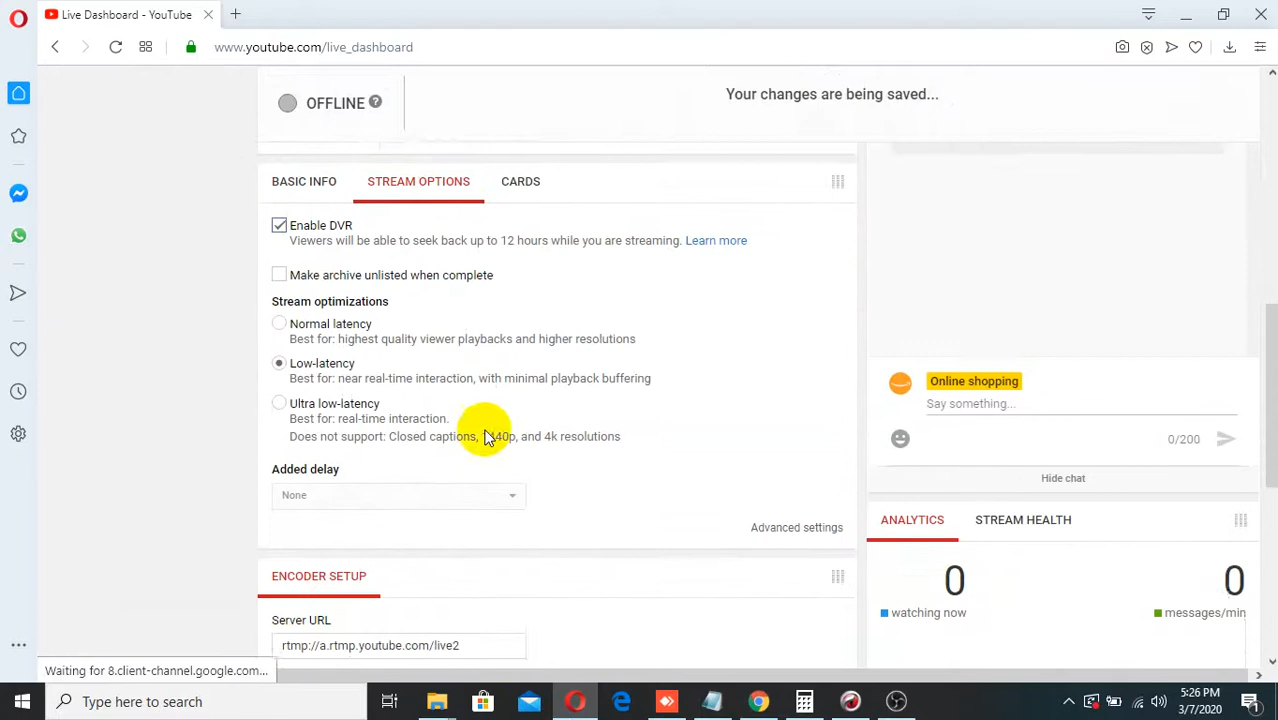 Live Dashboard - YouTube
www.youtube.com/live_dashboard
OFFLINE
Your changes are being saved...
BASIC INFO
STREAM OPTIONS
CARDS
Enable DVR
Viewers will be able to seek back up to 12 hours while you are streaming. Learn more
Make archive unlisted when complete
Stream optimizations
Normal latency
Best for: highest quality viewer playbacks and higher resolutions
Low-latency
Best for: near real-time interaction, with minimal playback buffering
Ultra low-latency
Best for: real-time interaction.
Does not support: Closed captions, 1440p, and 4k resolutions
Added delay
None
Advanced settings
ENCODER SETUP
Server URL
rtmp://a.rtmp.youtube.com/live2
Online shopping
Say something...
0/200
Hide chat
ANALYTICS
STREAM HEALTH
0
0
watching now
messages/min
Waiting for 8.client-channel.google.com...
Type here to search
5:26 PM
3/7/2020
1